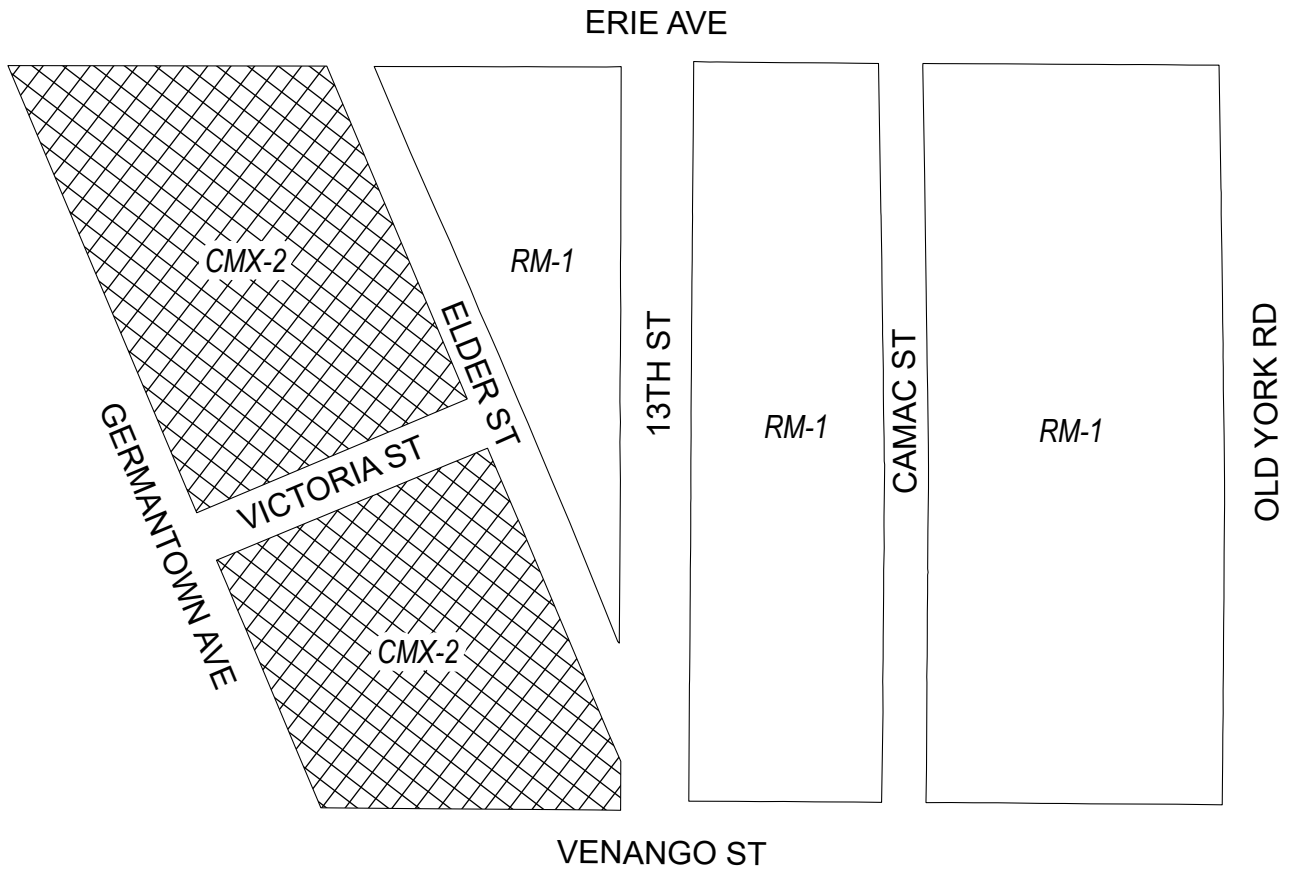 ERIE AVE
CMX-2
RM-1
ELDER ST
13TH ST
CAMAC ST
OLD YORK RD
RM-1
RM-1
VICTORIA ST
GERMANTOWN AVE
CMX-2
VENANGO ST